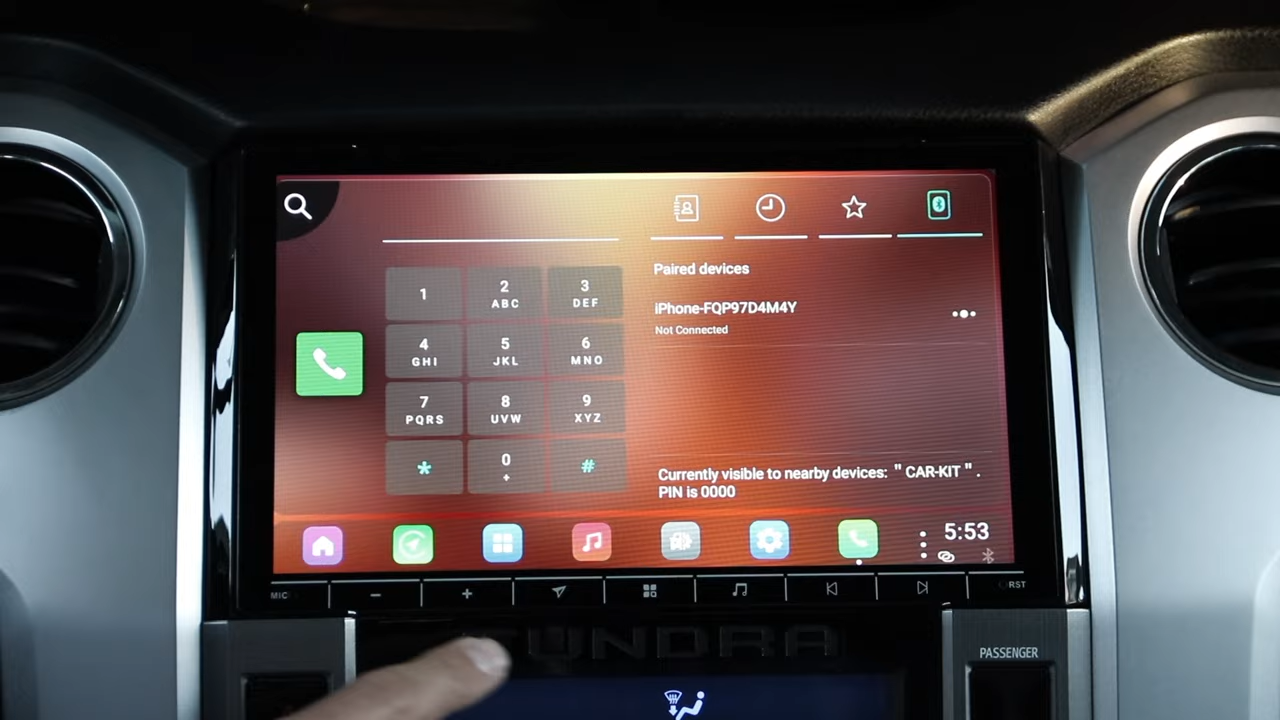 Paired devices
iPhone-FQP97D4M4Y
Not Connected
1
2
ABC
3
DEF
4
GHI
5
JKL
6
MNO
7
PQRS
8
UVW
9
XYZ
*
0
+
#
Currently visible to nearby devices: " CAR-KIT " .
PIN is 0000
5:53
MIC
− +
RST
TUNDRA
PASSENGER